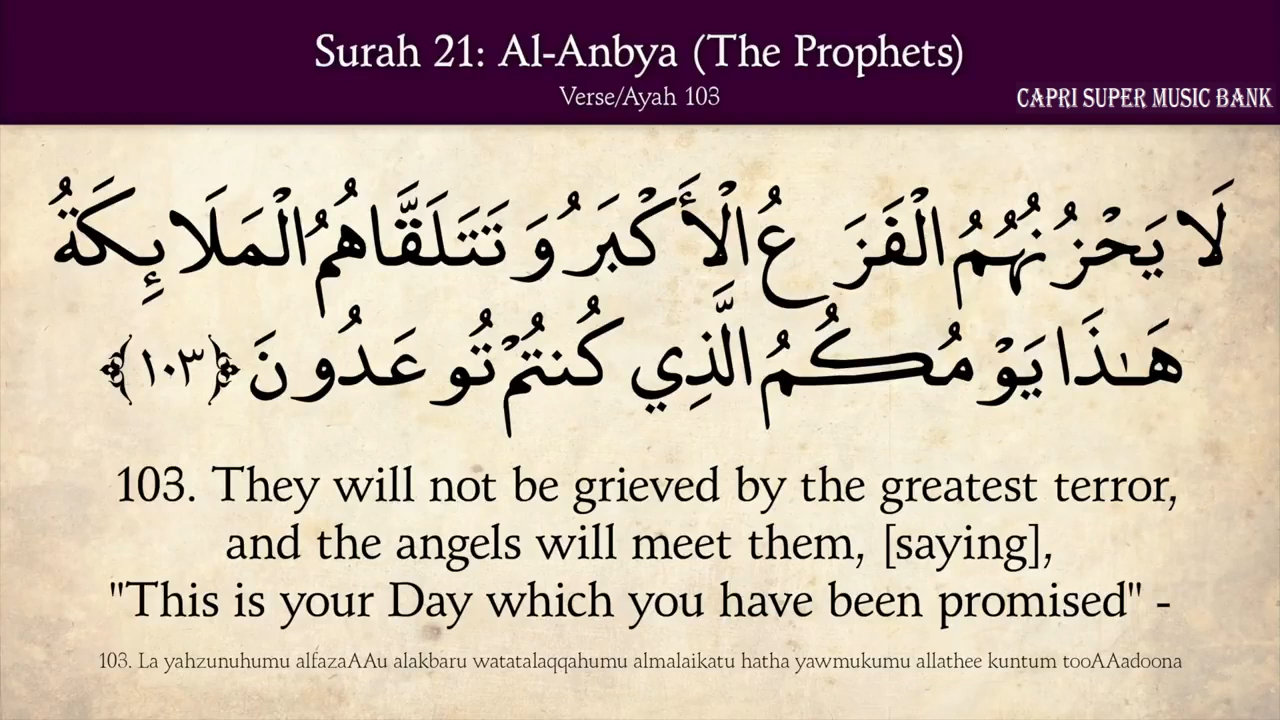 Surah 21: Al-Anbya (The Prophets)
Verse/Ayah 103
CAPRI SUPER MUSIC BANK
لَا يَحْزُنُهُمُ الْفَزَعُ الْأَكْبَرُ وَتَتَلَقَّاهُمُ الْمَلَائِكَةُ
هَـٰذَا يَوْمُكُمُ الَّذِي كُنتُمْ تُوعَدُونَ ﴿١٠٣﴾
103. They will not be grieved by the greatest terror,
and the angels will meet them, [saying],
"This is your Day which you have been promised" -
103. La yahzunuhumu alfazaAAu alakbaru watatalaqqahumu almalaikatu hatha yawmukumu allathee kuntum tooAAadoona